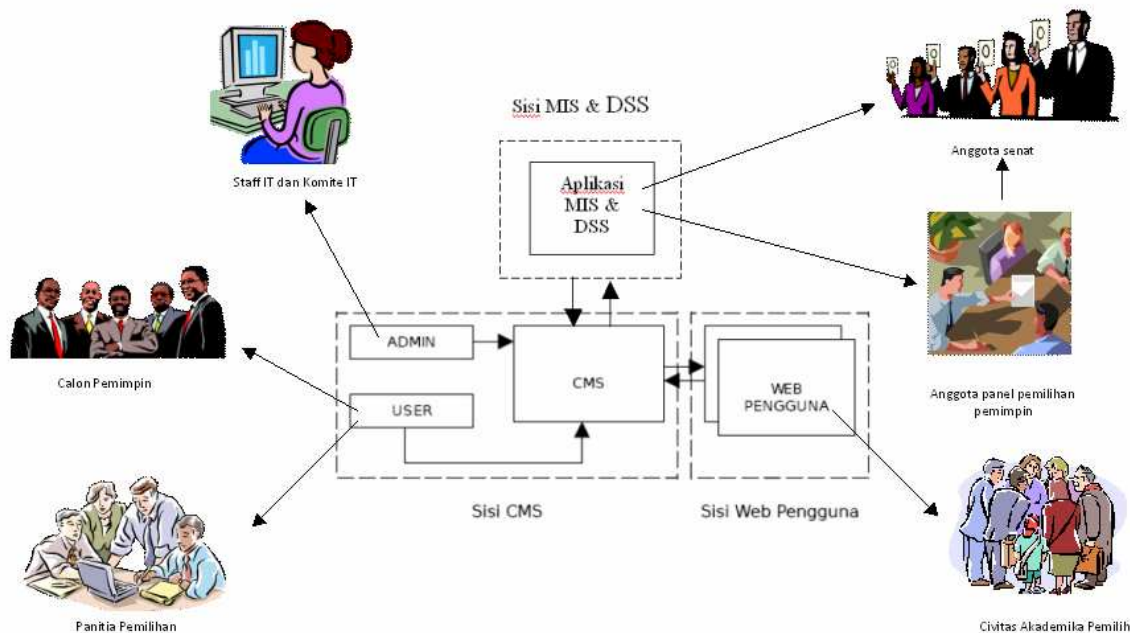 Sisi MIS & DSS
Anggota senat
Staff IT dan Komite IT
Aplikasi
MIS &
DSS
ADMIN
CMS
USER
WEB
PENGGUNA
Calon Pemimpin
Anggota panel pemilihan
pemimpin
Sisi CMS
Sisi Web Pengguna
Panitia Pemilihan
Civitas Akademika Pemilih